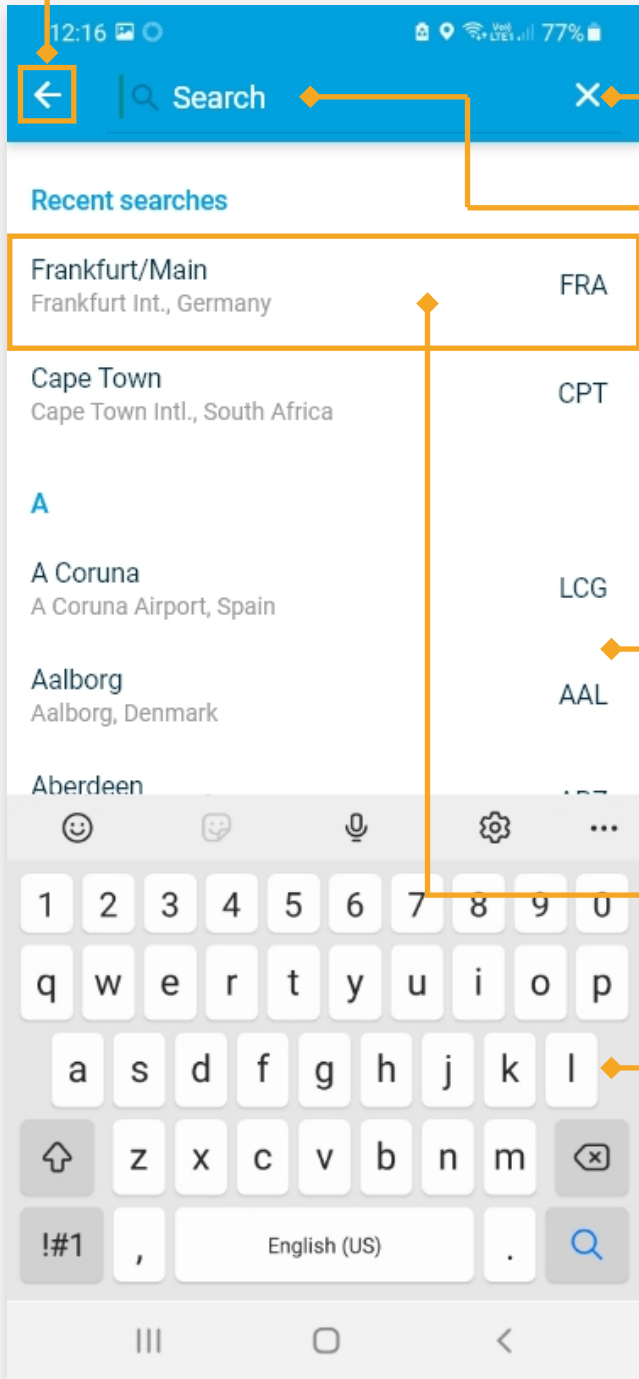 12:16 77%
Search
Recent searches
Frankfurt/Main
Frankfurt Int., Germany
FRA
Cape Town
Cape Town Intl., South Africa
CPT
A
A Coruna
A Coruna Airport, Spain
LCG
Aalborg
Aalborg, Denmark
AAL
Aberdeen
1 2 3 4 5 6 7 8 9 0
q w e r t y u i o p
a s d f g h j k l
z x c v b n m
!#1 , English (US) .